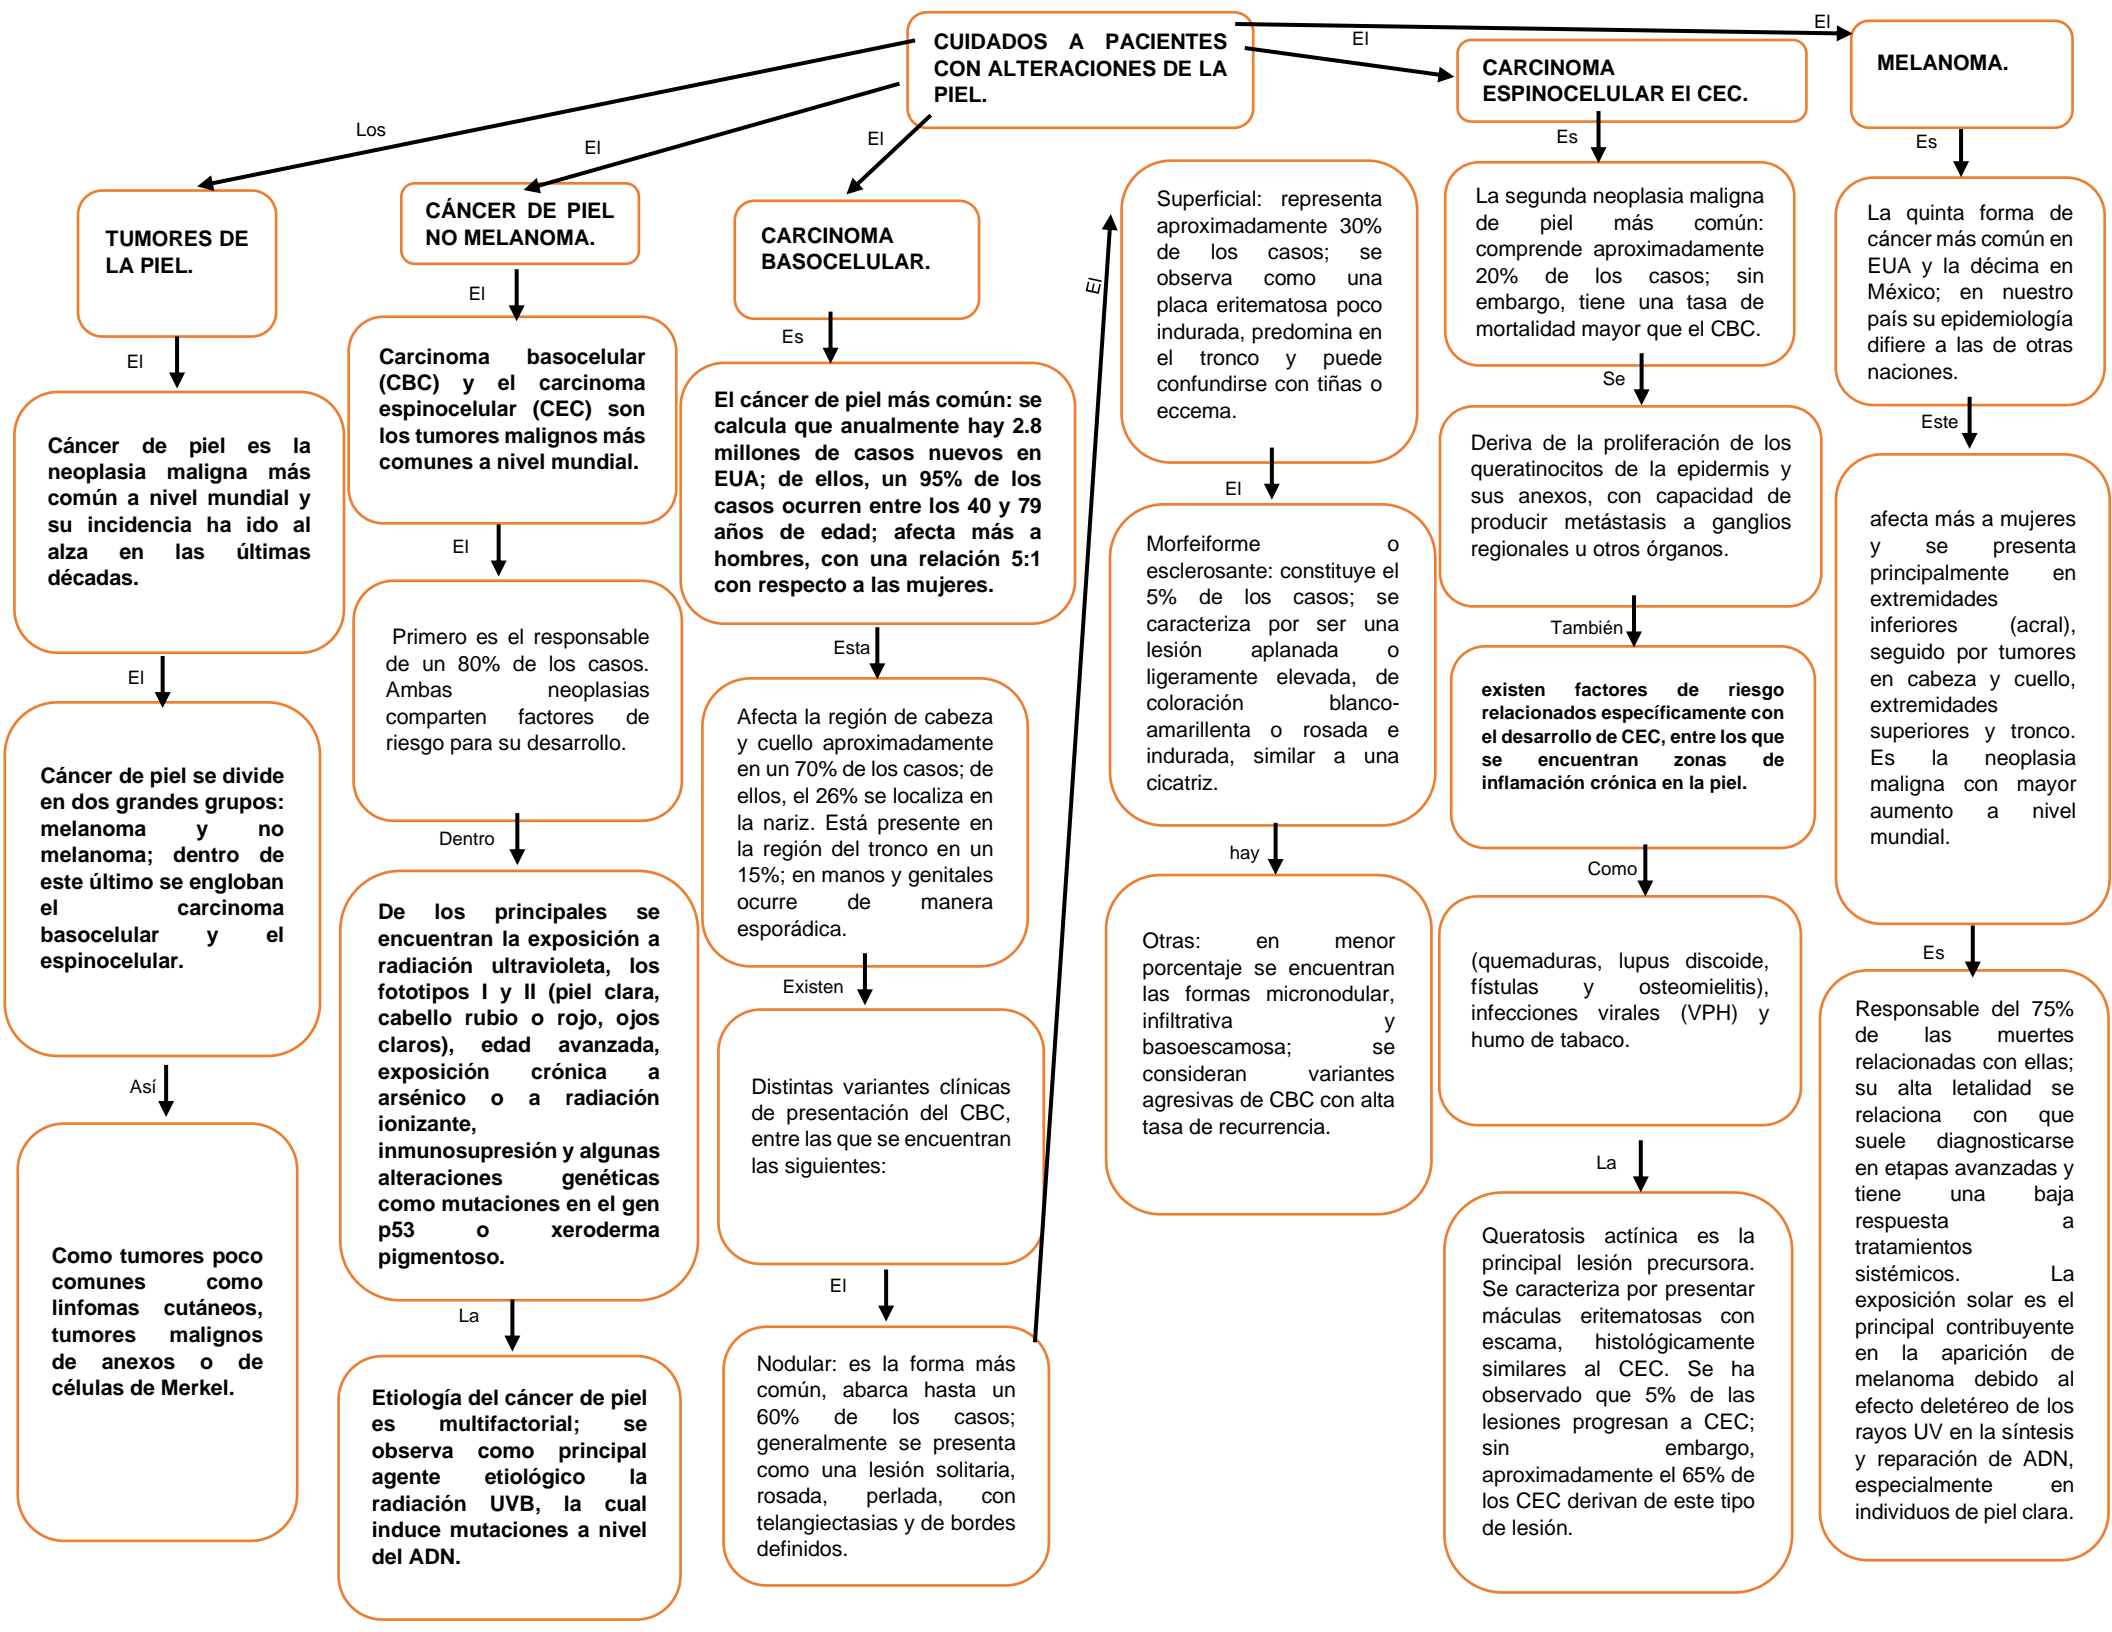 CUIDADOS A PACIENTES
CON ALTERACIONES DE LA
PIEL.
Los
TUMORES DE
LA PIEL.
El
Cáncer de piel es la
neoplasia maligna más
común a nivel mundial y
su incidencia ha ido al
alza en las últimas
décadas.
El
Cáncer de piel se divide
en dos grandes grupos:
melanoma y no
melanoma; dentro de
este último se engloban
el carcinoma
basocelular y el
espinocelular.
Así
Como tumores poco
comunes como
linfomas cutáneos,
tumores malignos
de anexos o de
células de Merkel.
El
CÁNCER DE PIEL
NO MELANOMA.
El
Carcinoma basocelular
(CBC) y el carcinoma
espinocelular (CEC) son
los tumores malignos más
comunes a nivel mundial.
El
Primero es el responsable
de un 80% de los casos.
Ambas neoplasias
comparten factores de
riesgo para su desarrollo.
Dentro
De los principales se
encuentran la exposición a
radiación ultravioleta, los
fototipos I y II (piel clara,
cabello rubio o rojo, ojos
claros), edad avanzada,
exposición crónica a
arsénico o a radiación
ionizante,
inmunosupresión y algunas
alteraciones genéticas
como mutaciones en el gen
p53 o xeroderma
pigmentoso.
La
Etiología del cáncer de piel
es multifactorial; se
observa como principal
agente etiológico la
radiación UVB, la cual
induce mutaciones a nivel
del ADN.
El
CARCINOMA
BASOCELULAR.
Es
El cáncer de piel más común: se
calcula que anualmente hay 2.8
millones de casos nuevos en
EUA; de ellos, un 95% de los
casos ocurren entre los 40 y 79
años de edad; afecta más a
hombres, con una relación 5:1
con respecto a las mujeres.
Esta
Afecta la región de cabeza
y cuello aproximadamente
en un 70% de los casos; de
ellos, el 26% se localiza en
la nariz. Está presente en
la región del tronco en un
15%; en manos y genitales
ocurre de manera
esporádica.
Existen
Distintas variantes clínicas
de presentación del CBC,
entre las que se encuentran
las siguientes:
El
Nodular: es la forma más
común, abarca hasta un
60% de los casos;
generalmente se presenta
como una lesión solitaria,
rosada, perlada, con
telangiectasias y de bordes
definidos.
El
Superficial: representa
aproximadamente 30%
de los casos; se
observa como una
placa eritematosa poco
indurada, predomina en
el tronco y puede
confundirse con tiñas o
eccema.
El
Morfeiforme o
esclerosante: constituye el
5% de los casos; se
caracteriza por ser una
lesión aplanada o
ligeramente elevada, de
coloración blanco-
amarillenta o rosada e
indurada, similar a una
cicatriz.
hay
Otras: en menor
porcentaje se encuentran
las formas micronodular,
infiltrativa y
basoescamosa; se
consideran variantes
agresivas de CBC con alta
tasa de recurrencia.
El
CARCINOMA
ESPINOCELULAR El CEC.
Es
La segunda neoplasia maligna
de piel más común:
comprende aproximadamente
20% de los casos; sin
embargo, tiene una tasa de
mortalidad mayor que el CBC.
Se
Deriva de la proliferación de los
queratinocitos de la epidermis y
sus anexos, con capacidad de
producir metástasis a ganglios
regionales u otros órganos.
También
existen factores de riesgo
relacionados específicamente con
el desarrollo de CEC, entre los que
se encuentran zonas de
inflamación crónica en la piel.
Como
(quemaduras, lupus discoide,
fístulas y osteomielitis),
infecciones virales (VPH) y
humo de tabaco.
La
Queratosis actínica es la
principal lesión precursora.
Se caracteriza por presentar
máculas eritematosas con
escama, histológicamente
similares al CEC. Se ha
observado que 5% de las
lesiones progresan a CEC;
sin embargo,
aproximadamente el 65% de
los CEC derivan de este tipo
de lesión.
El
MELANOMA.
Es
La quinta forma de
cáncer más común en
EUA y la décima en
México; en nuestro
país su epidemiología
difiere a las de otras
naciones.
Este
afecta más a mujeres
y se presenta
principalmente en
extremidades
inferiores (acral),
seguido por tumores
en cabeza y cuello,
extremidades
superiores y tronco.
Es la neoplasia
maligna con mayor
aumento a nivel
mundial.
Es
Responsable del 75%
de las muertes
relacionadas con ellas;
su alta letalidad se
relaciona con que
suele diagnosticarse
en etapas avanzadas y
tiene una baja
respuesta a
tratamientos
sistémicos. La
exposición solar es el
principal contribuyente
en la aparición de
melanoma debido al
efecto deletéreo de los
rayos UV en la síntesis
y reparación de ADN,
especialmente en
individuos de piel clara.